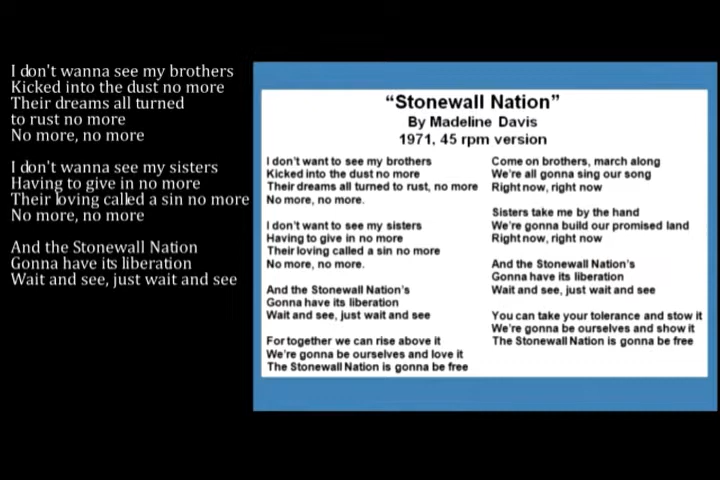 I don't wanna see my brothers
Kicked into the dust no more
Their dreams all turned
to rust no more
No more, no more
I don't wanna see my sisters
Having to give in no more
Their loving called a sin no more
No more, no more
And the Stonewall Nation
Gonna have its liberation
Wait and see, just wait and see
“Stonewall Nation”
By Madeline Davis
1971, 45 rpm version
I don't want to see my brothers
Kicked into the dust no more
Their dreams all turned to rust, no more
No more, no more.
I don't want to see my sisters
Having to give in no more
Their loving called a sin no more
No more, no more.
And the Stonewall Nation's
Gonna have its liberation
Wait and see, just wait and see
For together we can rise above it
We're gonna be ourselves and love it
The Stonewall Nation is gonna be free
Come on brothers, march along
We're all gonna sing our song
Right now, right now
Sisters take me by the hand
We're gonna build our promised land
Right now, right now
And the Stonewall Nation's
Gonna have its liberation
Wait and see, just wait and see
You can take your tolerance and stow it
We're gonna be ourselves and show it
The Stonewall Nation is gonna be free